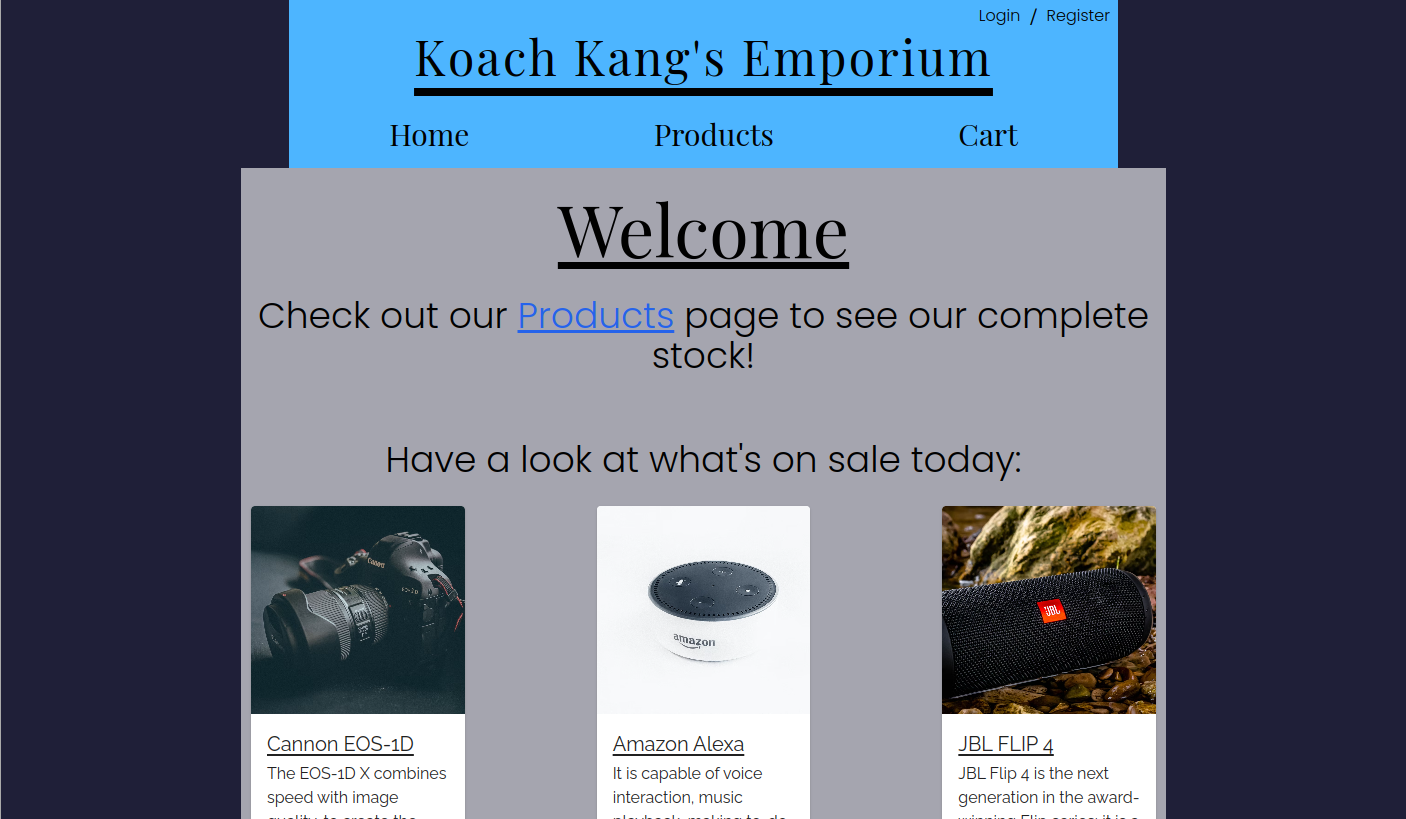 Login / Register
Koach Kang's Emporium
Home Products Cart
Welcome
Check out our Products page to see our complete
stock!
Have a look at what's on sale today:
Canon
amazon
JBL
Cannon EOS-1D
Amazon Alexa
JBL FLIP 4
The EOS-1D X combines
speed with image
It is capable of voice
interaction, music
JBL Flip 4 is the next
generation in the award-